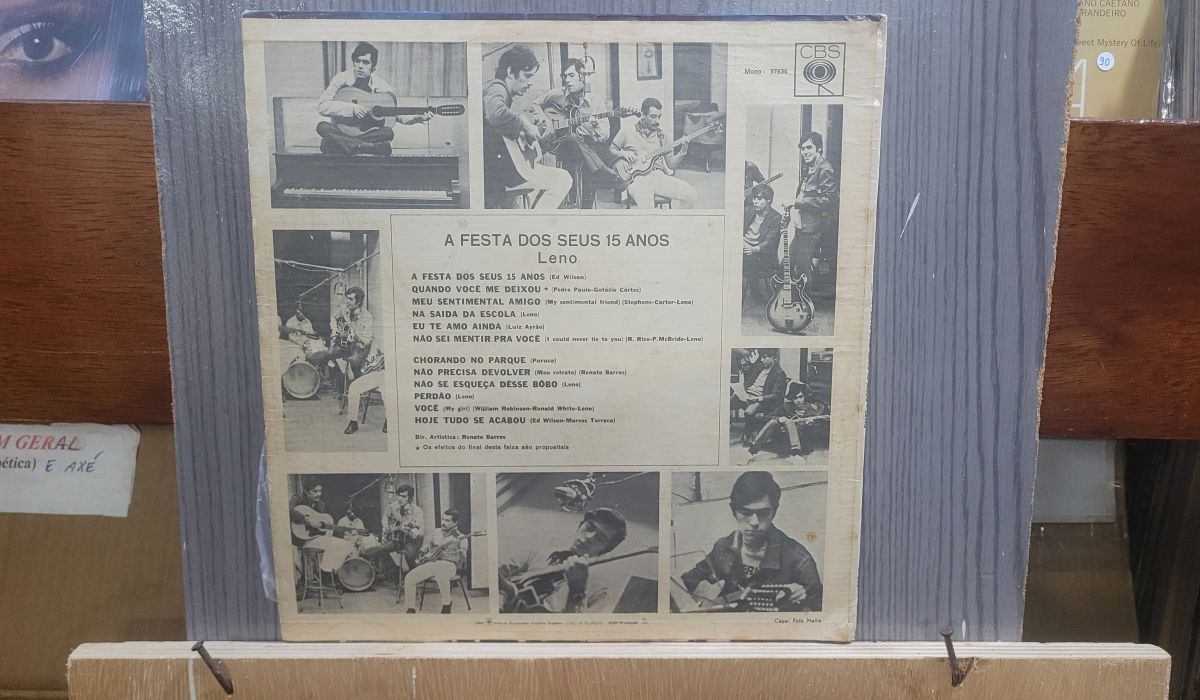 ANO CAETANO
RANDEIRO
weet Mystery Of Life)
90
CBS
Mono - 37636
A FESTA DOS SEUS 15 ANOS
Leno
A FESTA DOS SEUS 15 ANOS (Ed Wilson)
QUANDO VOCÊ ME DEIXOU * (Pedro Paulo-Getúlio Côrtes)
MEU SENTIMENTAL AMIGO (My sentimental friend) (Stephens-Carter-Leno)
NA SAIDA DA ESCOLA (Leno)
EU TE AMO AINDA (Luiz Ayrão)
NÃO SEI MENTIR PRA VOCÊ (I could never lie to you) (R. Rice-P.McBride-Leno)
CHORANDO NO PARQUE (Puruca)
NÃO PRECISA DEVOLVER (Meu retrato) (Renato Barros)
NÃO SE ESQUEÇA DÊSSE BÔBO (Leno)
PERDÃO (Leno)
VOCÊ (My girl) (William Robinson-Ronald White-Leno)
HOJE TUDO SE ACABOU (Ed Wilson-Marcos Tarraca)
Dir. Artística: Renato Barros
* Os efeitos do final desta faixa são propositais
M GERAL
ética) E AXÉ
Capa: Foto Mafra